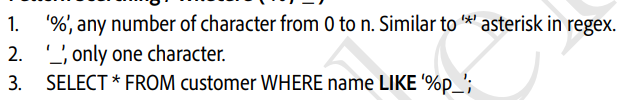 1. '%', any number of character from 0 to n. Similar to '*' asterisk in regex.
2. '_', only one character.
3. SELECT * FROM customer WHERE name LIKE '%p_';